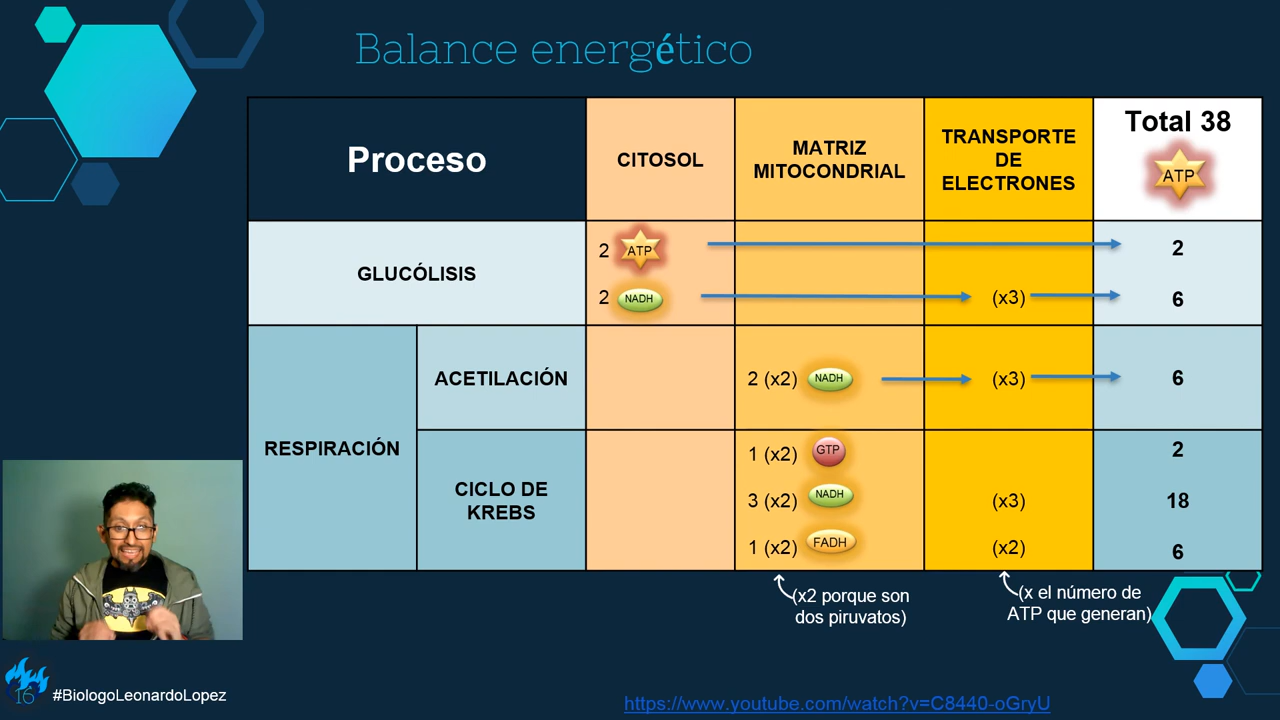 Balance energético
Proceso
CITOSOL
MATRIZ
MITOCONDRIAL
TRANSPORTE
DE
ELECTRONES
Total 38
ATP
GLUCÓLISIS
2 ATP
2
2 NADH
(x3)
6
RESPIRACIÓN
ACETILACIÓN
2 (x2) NADH
(x3)
6
CICLO DE
KREBS
1 (x2) GTP
2
3 (x2) NADH
(x3)
18
1 (x2) FADH
(x2)
6
(x2 porque son
dos piruvatos)
(x el número de
ATP que generan)
16
#BiologoLeonardoLopez
https://www.youtube.com/watch?v=C8440-oGryU